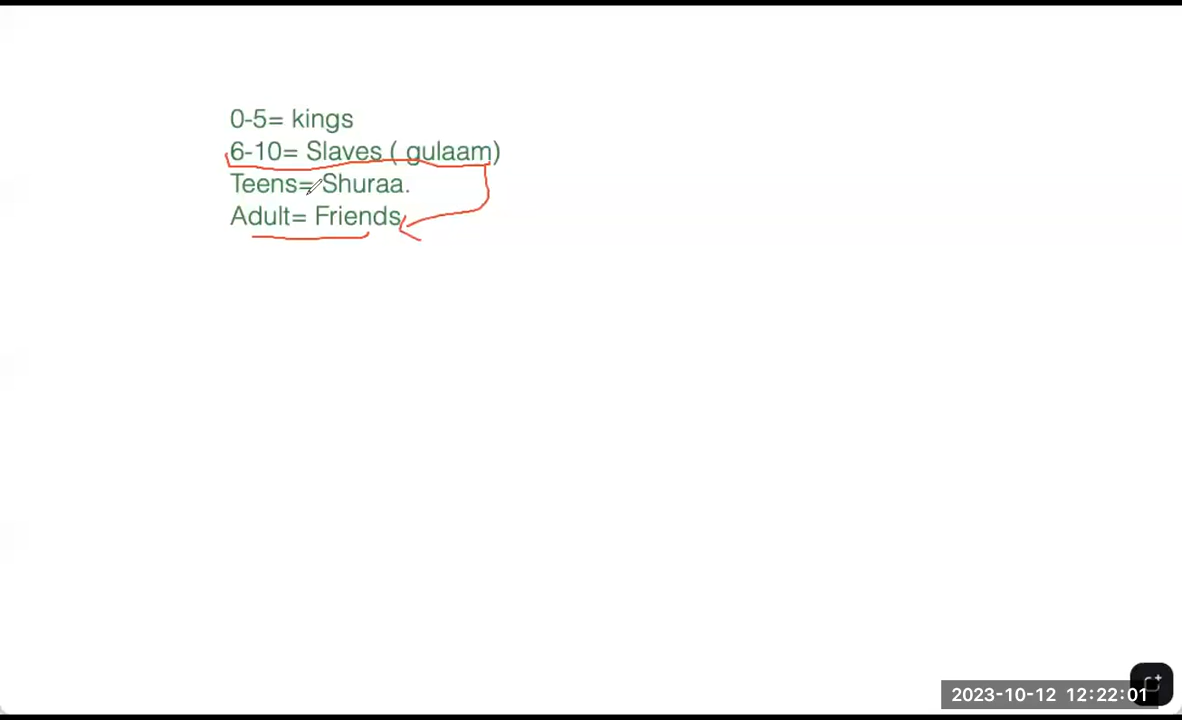 0-5= kings
6-10= Slaves ( gulaam)
Teens= Shuraa.
Adult= Friends
2023-10-12 12:22:01